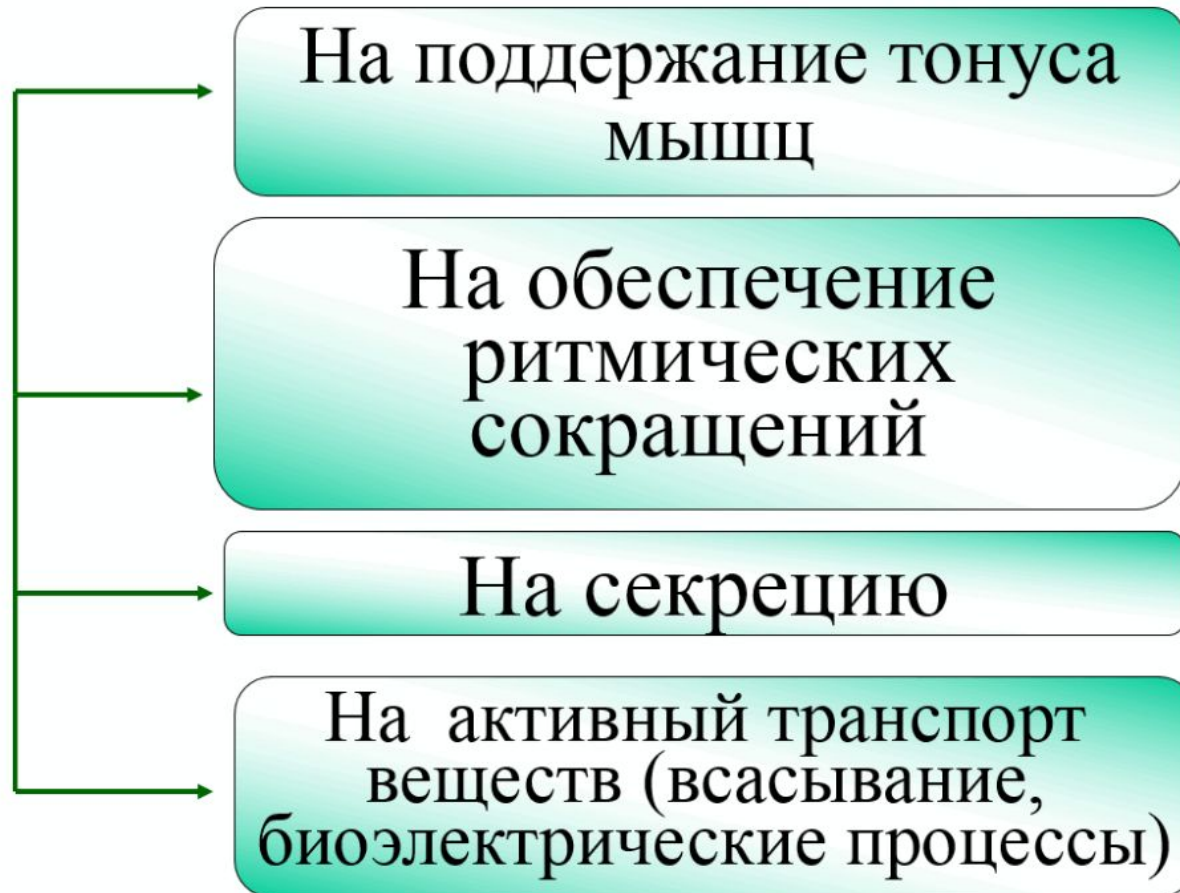 На поддержание тонуса
мышц
На обеспечение
ритмических
сокращений
На секрецию
На активный транспорт
веществ (всасывание,
биоэлектрические процессы)